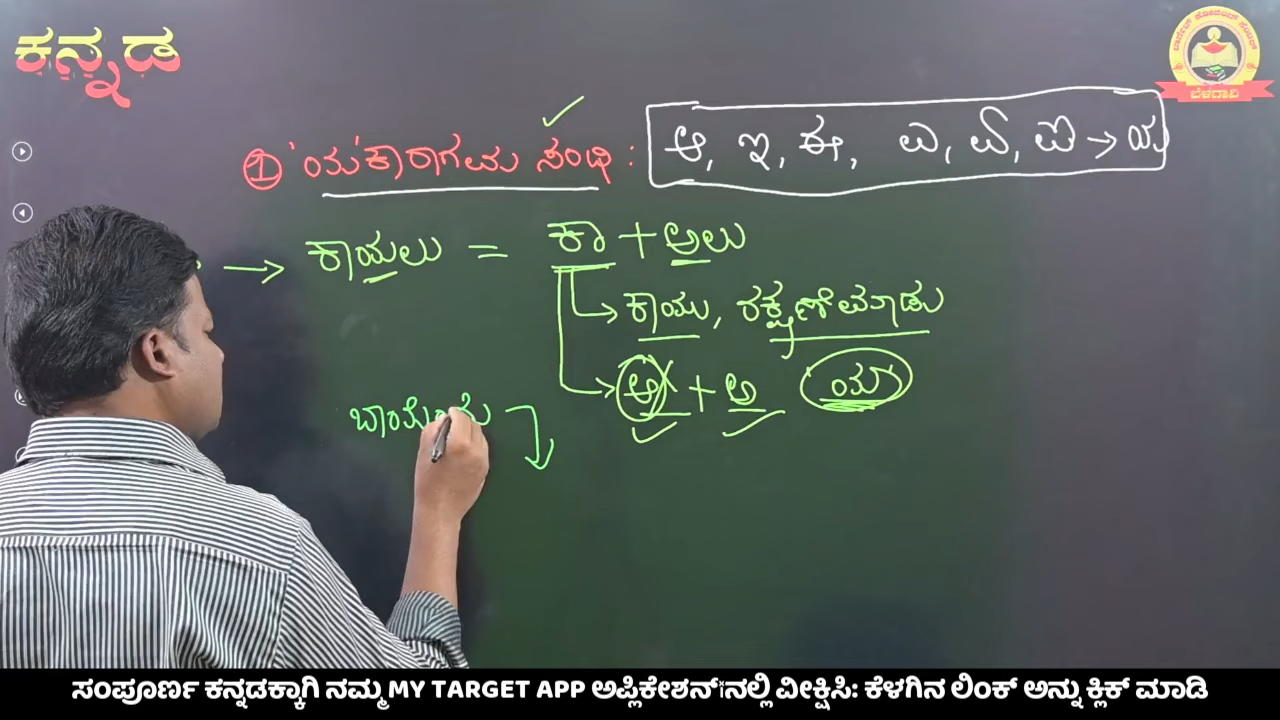 ಕನ್ನಡ
ಬೆಳಗಾವಿ
① 'ಯ'ಕಾರಾಗಮ ಸಂಧಿ :
ಆ, ಇ, ಈ, ಎ, ಏ, ಐ → ಯ
→ ಕಾಯಲು = ಕಾ + ಅಲು
→ ಕಾಯು, ರಕ್ಷಣೆಮಾಡು
→ ಆ + ಅ ಯ
ಸಂಪೂರ್ಣ ಕನ್ನಡಕ್ಕಾಗಿ ನಮ್ಮ MY TARGET APP ಅಪ್ಲಿಕೇಶನ್ ನಲ್ಲಿ ವೀಕ್ಷಿಸಿ: ಕೆಳಗಿನ ಲಿಂಕ್ ಅನ್ನು ಕ್ಲಿಕ್ ಮಾಡಿ